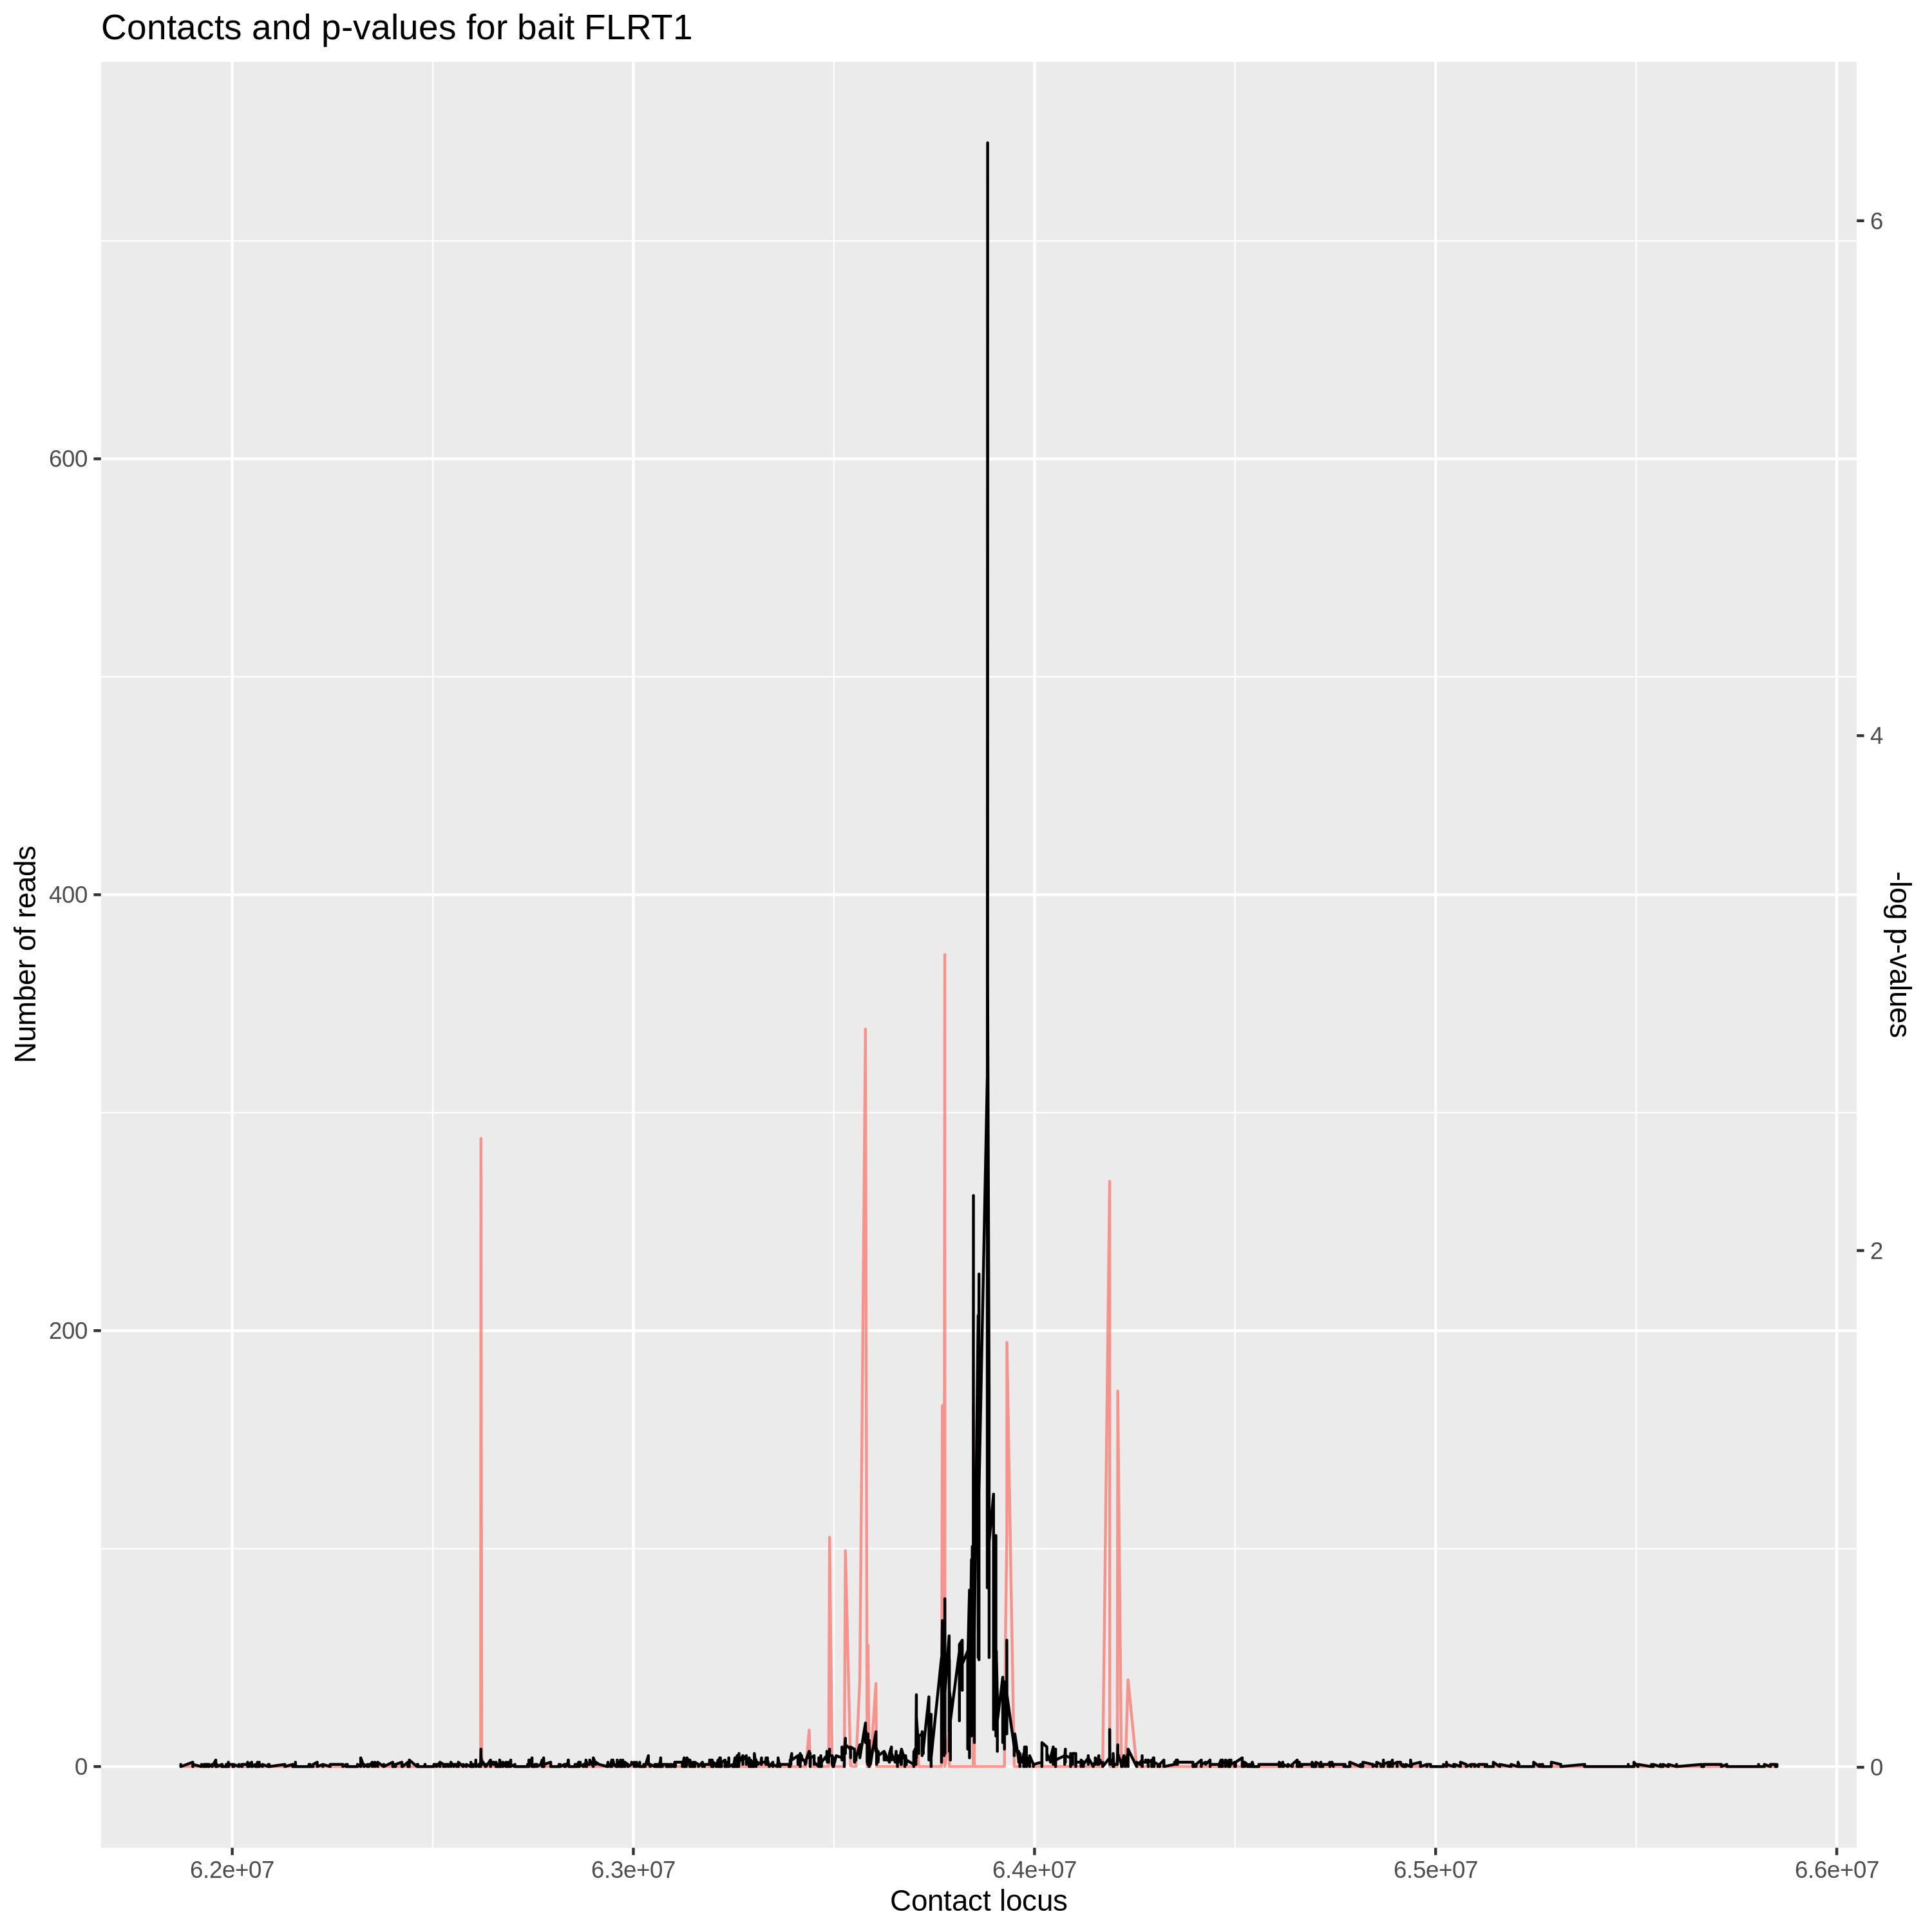 Contacts and p-values for bait FLRT1
Number of reads
600
400
200
0
6
4
2
0
-log p-values
6.2e+07 6.3e+07 6.4e+07 6.5e+07 6.6e+07
Contact locus